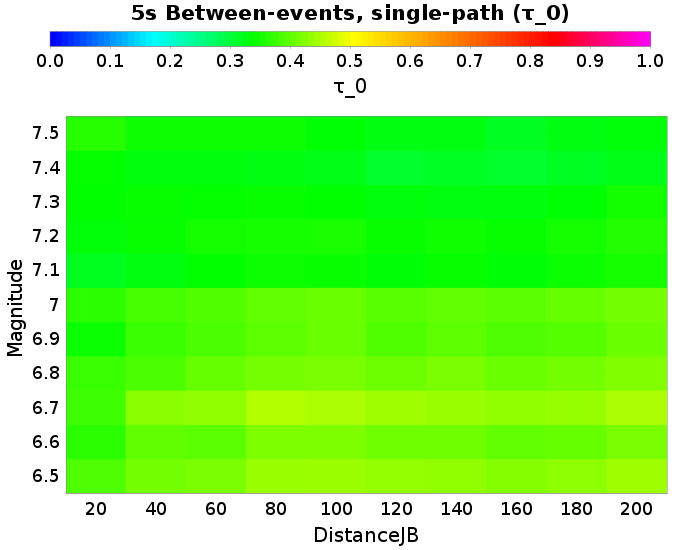 5s Between-events, single-path (τ_0)
0.0 0.1 0.2 0.3 0.4 0.5 0.6 0.7 0.8 0.9 1.0
τ_0
Magnitude
7.5
7.4
7.3
7.2
7.1
7
6.9
6.8
6.7
6.6
6.5
20 40 60 80 100 120 140 160 180 200
DistanceJB